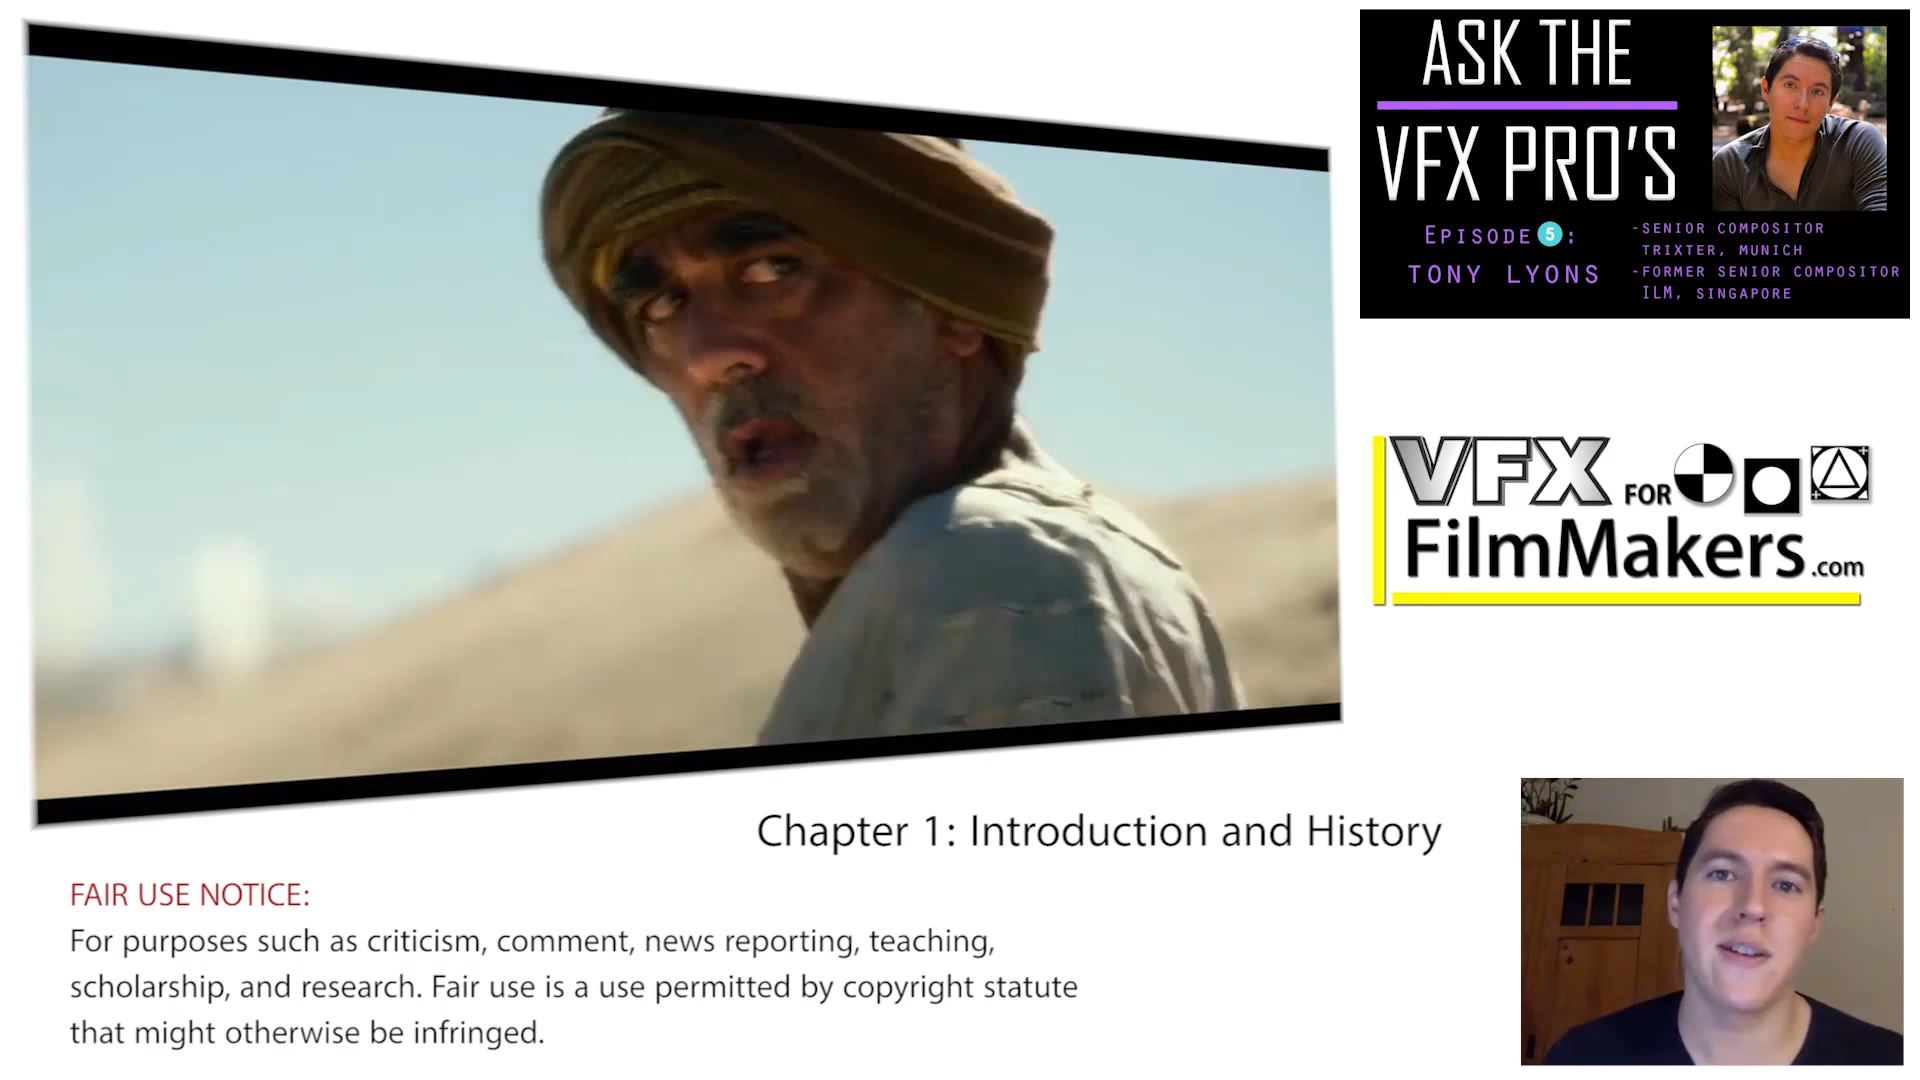 ASK THE
VFX PRO'S
EPISODE 5:
TONY LYONS
-SENIOR COMPOSITOR
TRIXTER, MUNICH
-FORMER SENIOR COMPOSITOR
ILM, SINGAPORE
VFX FOR
FilmMakers.com
Chapter 1: Introduction and History
FAIR USE NOTICE:
For purposes such as criticism, comment, news reporting, teaching,
scholarship, and research. Fair use is a use permitted by copyright statute
that might otherwise be infringed.